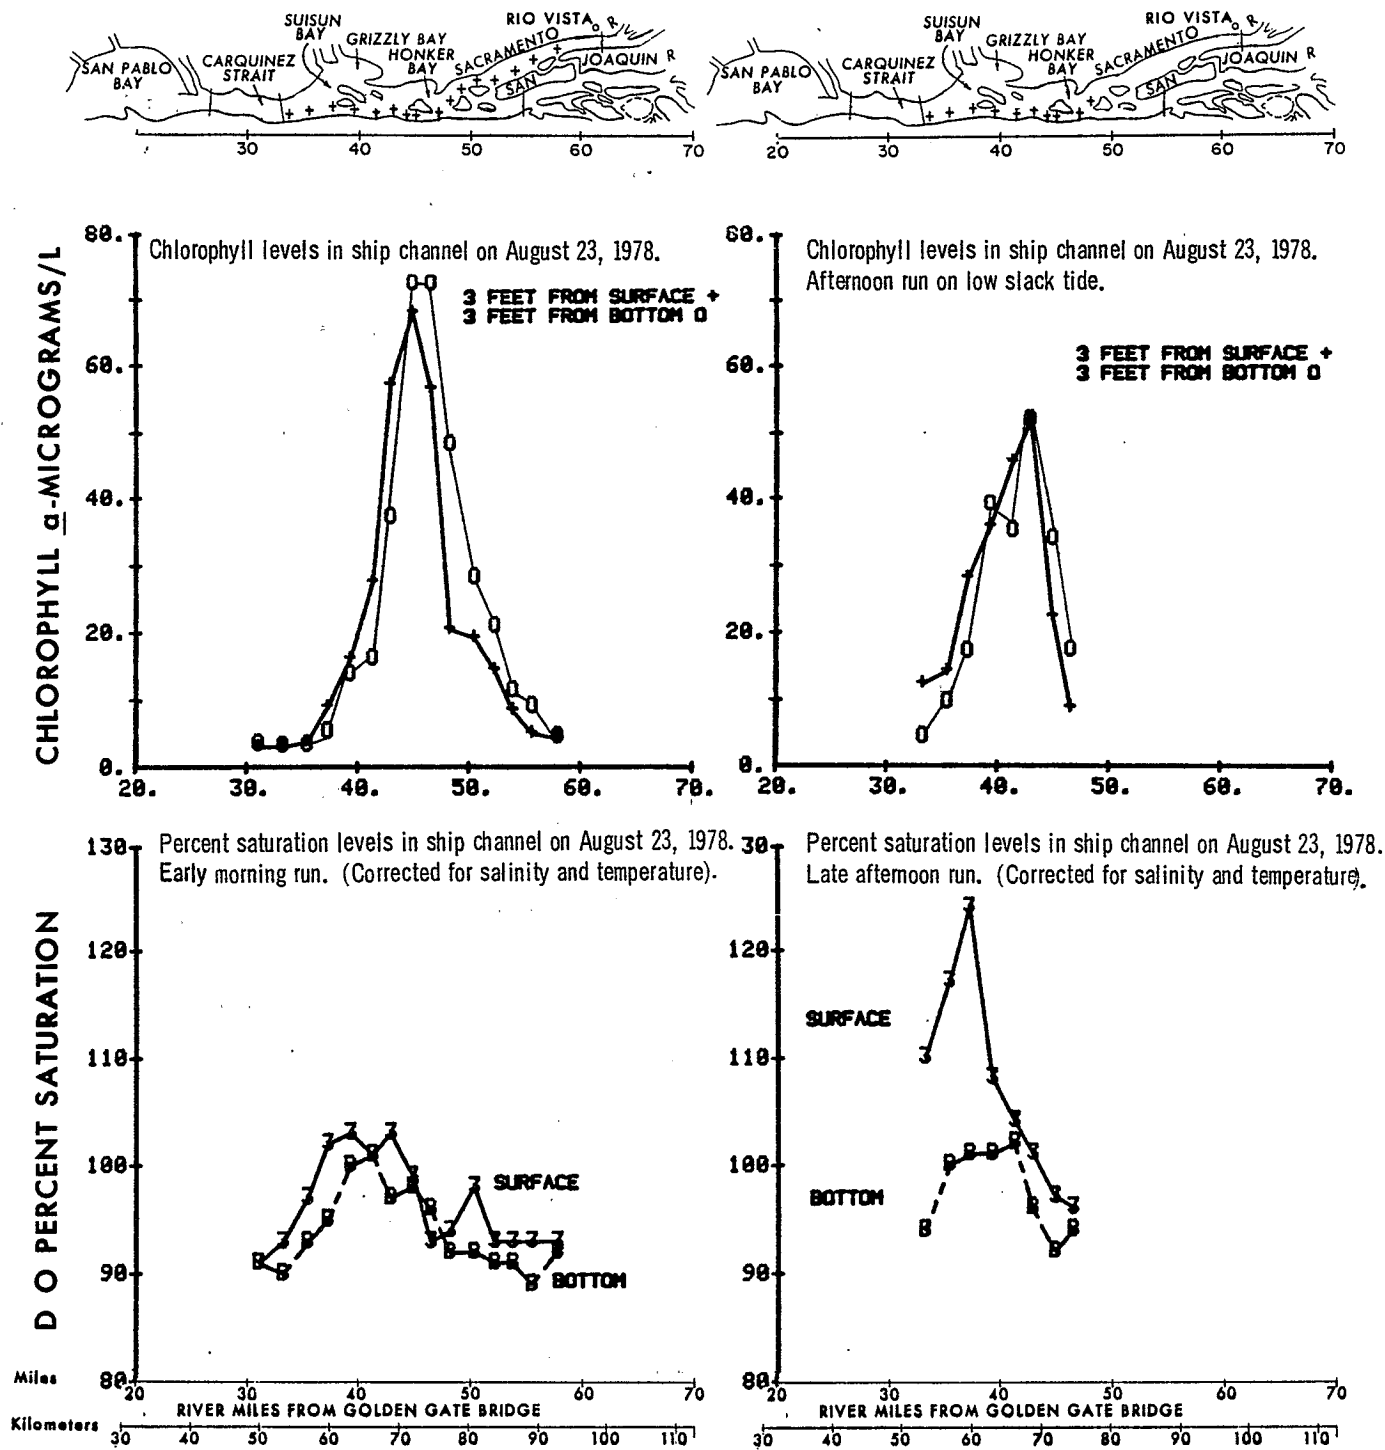 SUISUN
BAY
GRIZZLY BAY
HONKER
BAY
RIO VISTA
R
SACRAMENTO
SAN PABLO
BAY
CARQUINEZ
STRAIT
SAN
JOAQUIN R
30 40 50 60 70
SUISUN
BAY
GRIZZLY BAY
HONKER
BAY
RIO VISTA
R
SACRAMENTO
SAN PABLO
BAY
CARQUINEZ
STRAIT
SAN
JOAQUIN R
20 30 40 50 60 70
CHLOROPHYLL a-MICROGRAMS/L
Chlorophyll levels in ship channel on August 23, 1978.
3 FEET FROM SURFACE +
3 FEET FROM BOTTOM O
80.
60.
40.
20.
0.
20. 30. 40. 50. 60. 70.
Chlorophyll levels in ship channel on August 23, 1978.
Afternoon run on low slack tide.
3 FEET FROM SURFACE +
3 FEET FROM BOTTOM O
80.
60.
40.
20.
0.
20. 30. 40. 50. 60. 70.
D O PERCENT SATURATION
Percent saturation levels in ship channel on August 23, 1978.
Early morning run. (Corrected for salinity and temperature).
130
120
110
100
90
80
SURFACE
BOTTOM
20 30 40 50 60 70
Percent saturation levels in ship channel on August 23, 1978.
Late afternoon run. (Corrected for salinity and temperature).
30
120
110
100
90
80
SURFACE
BOTTOM
20 30 40 50 60 70
Miles
RIVER MILES FROM GOLDEN GATE BRIDGE
RIVER MILES FROM GOLDEN GATE BRIDGE
Kilometers
30 40 50 60 70 80 90 100 110
30 40 50 60 70 80 90 100 110